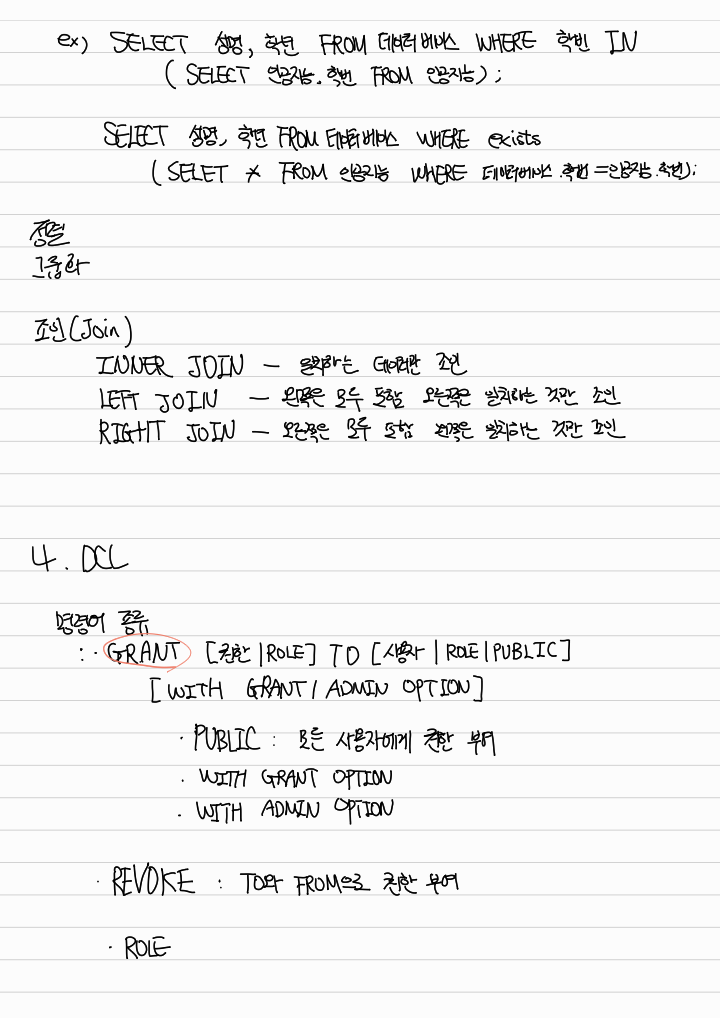 ex) SELECT 성명, 학년 FROM 데이터베이스 WHERE 학번 IN
( SELECT 인공지능.학번 FROM 인공지능);
SELECT 성명, 학년 FROM 데이터베이스 WHERE exists
( SELET * FROM 인공지능 WHERE 데이터베이스.학번=인공지능.학번);
정렬
그룹화
조인(Join)
INNER JOIN – 일치하는 데이터만 조인
LEFT JOIN – 왼쪽은 모두 포함 오른쪽은 일치하는 것만 조인
RIGHT JOIN – 오른쪽은 모두 포함 왼쪽은 일치하는 것만 조인
4. DCL
명령어 종류
: · GRANT [권한|ROLE] TO [사용자|ROLE|PUBLIC]
[WITH GRANT/ADMIN OPTION]
· PUBLIC : 모든 사용자에게 권한 부여
· WITH GRANT OPTION
· WITH ADMIN OPTION
· REVOKE : TO와 FROM으로 권한 부여
· ROLE